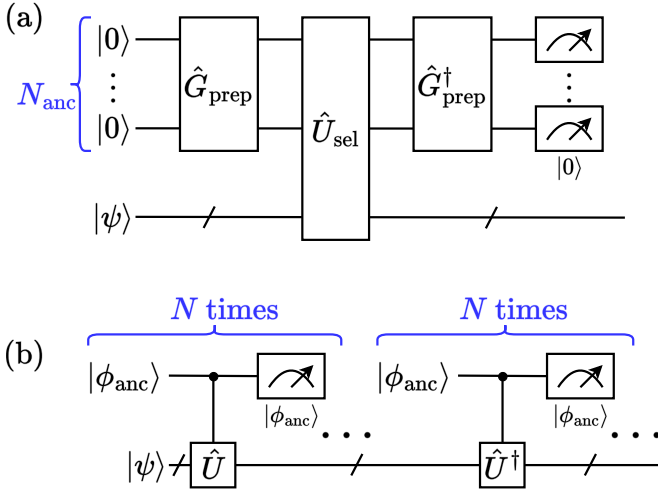 (a)
|0⟩ Ĝ_prep Û_sel Ĝ†_prep
N_anc ⋮ ⋮
|0⟩ |0⟩
|ψ⟩
N times N times
(b)
|ϕ_anc⟩ |ϕ_anc⟩ |ϕ_anc⟩ |ϕ_anc⟩
... ...
|ψ⟩ Û Û†